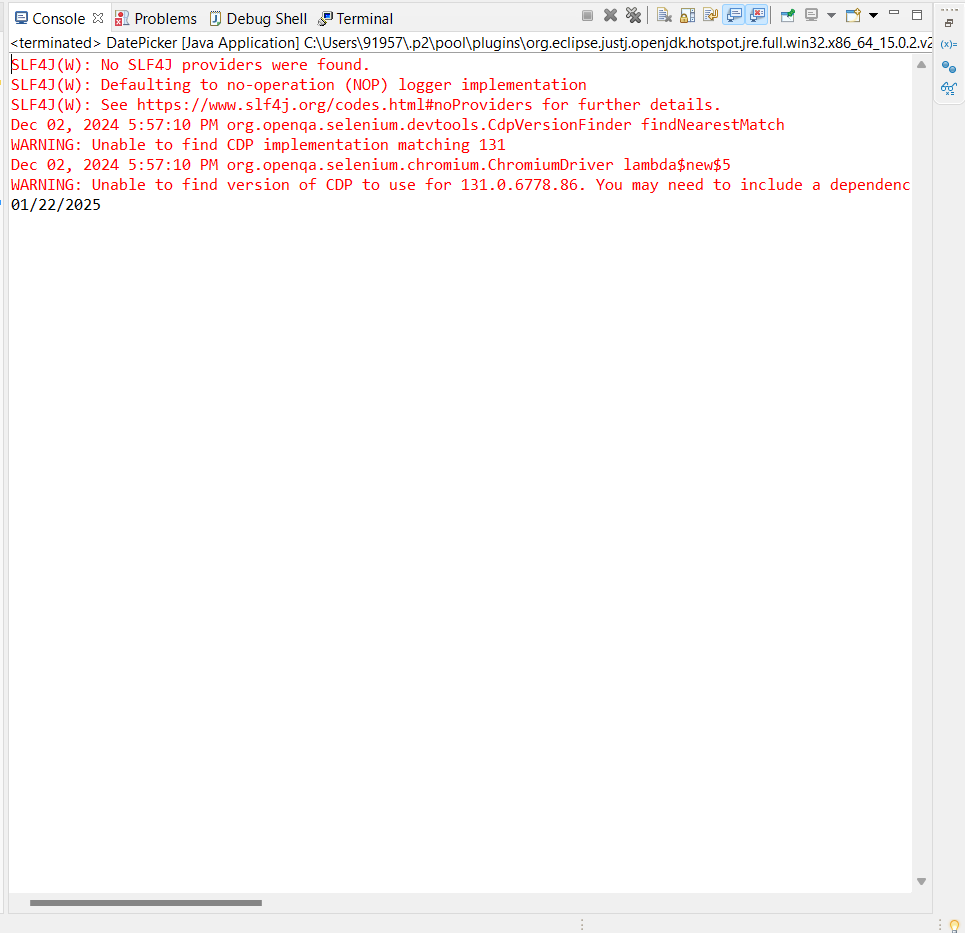 Console Problems Debug Shell Terminal
<terminated> DatePicker [Java Application] C:\Users\91957\.p2\pool\plugins\org.eclipse.justj.openjdk.hotspot.jre.full.win32.x86_64_15.0.2.v2
(x)=
SLF4J(W): No SLF4J providers were found.
SLF4J(W): Defaulting to no-operation (NOP) logger implementation
SLF4J(W): See https://www.slf4j.org/codes.html#noProviders for further details.
Dec 02, 2024 5:57:10 PM org.openqa.selenium.devtools.CdpVersionFinder findNearestMatch
WARNING: Unable to find CDP implementation matching 131
Dec 02, 2024 5:57:10 PM org.openqa.selenium.chromium.ChromiumDriver lambda$new$5
WARNING: Unable to find version of CDP to use for 131.0.6778.86. You may need to include a dependenc
01/22/2025